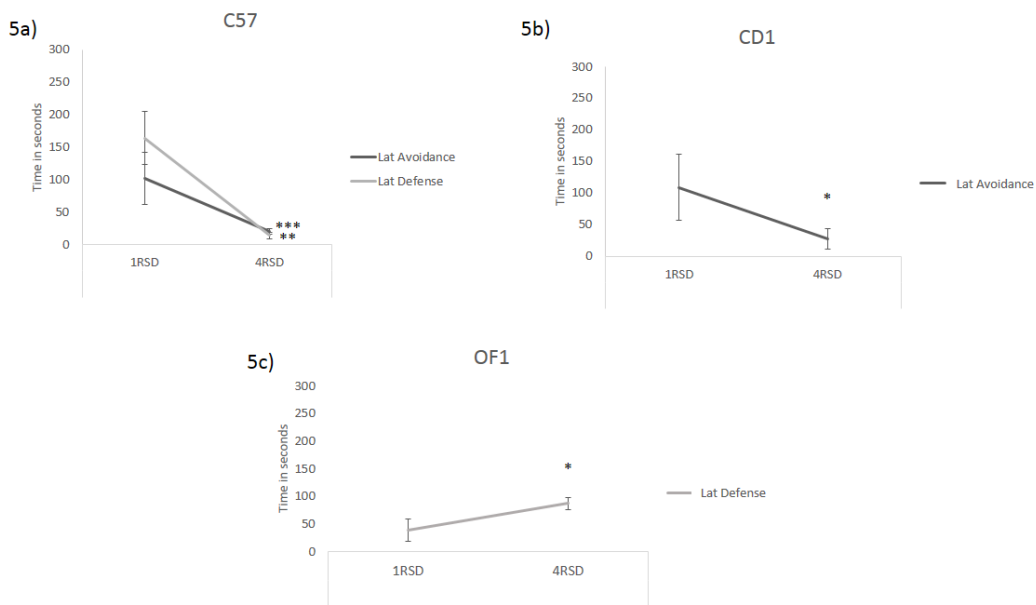 5a)
C57
300
250
200
150
100
50
0
Time in seconds
1RSD
4RSD
***
**
Lat Avoidance
Lat Defense
5b)
CD1
300
250
200
150
100
50
0
Time in seconds
1RSD
4RSD
*
Lat Avoidance
5c)
OF1
300
250
200
150
100
50
0
Time in seconds
1RSD
4RSD
*
Lat Defense